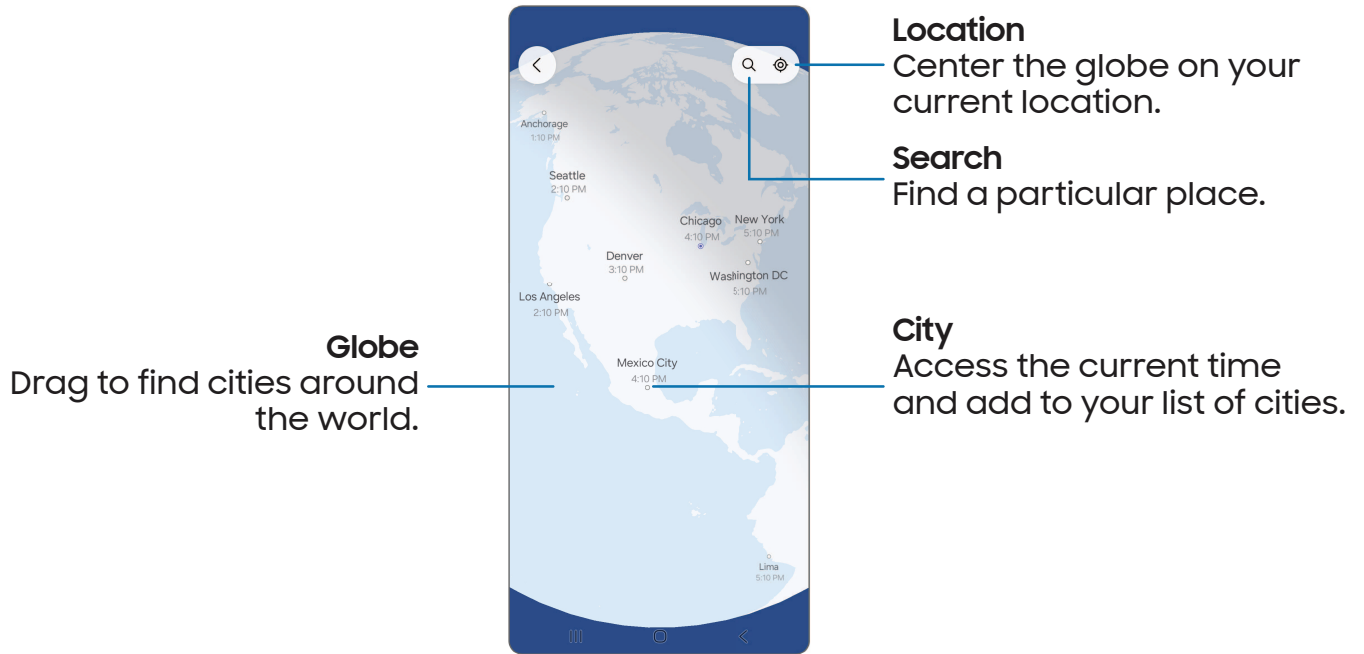 Location
Center the globe on your
current location.
Search
Find a particular place.
Anchorage
1:10 PM
Seattle
2:10 PM
Chicago
4:10 PM
New York
5:10 PM
Denver
3:10 PM
Washington DC
5:10 PM
Los Angeles
2:10 PM
Globe
Drag to find cities around
the world.
Mexico City
4:10 PM
City
Access the current time
and add to your list of cities.
Lima
5:10 PM